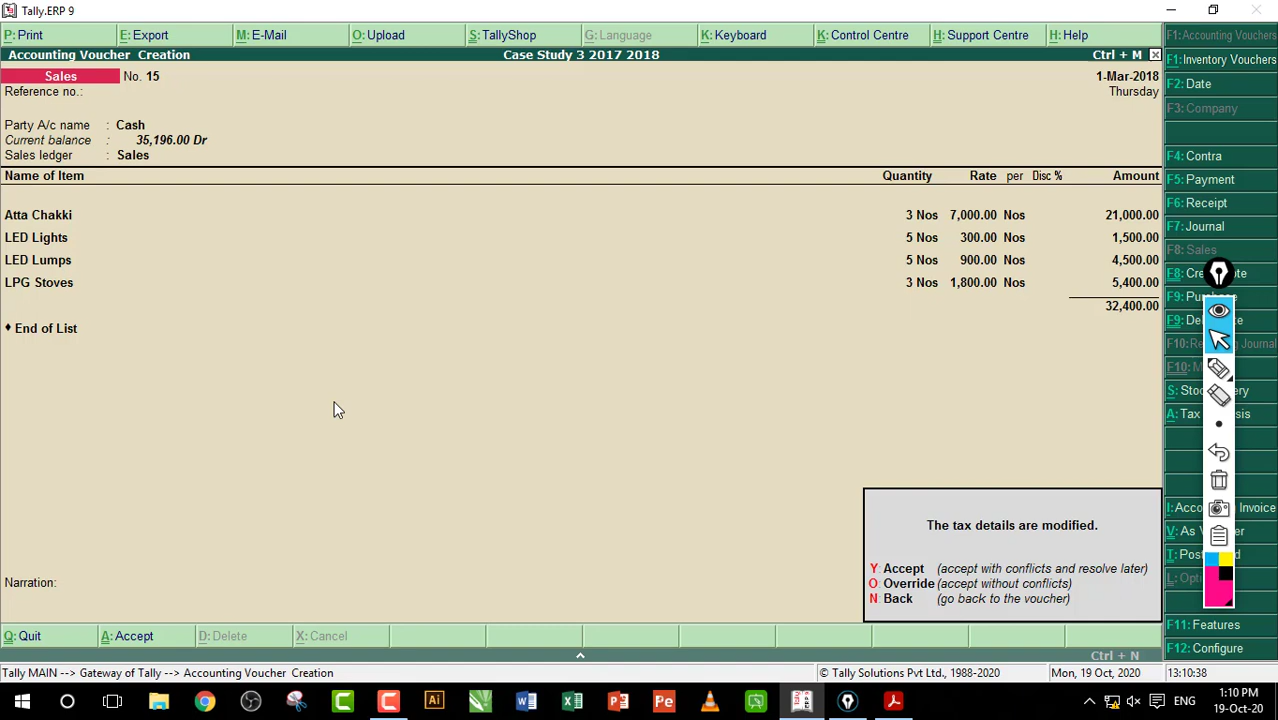 Tally.ERP 9
P: Print E: Export M: E-Mail O: Upload S: TallyShop G: Language K: Keyboard K: Control Centre H: Support Centre H: Help
F1: Accounting Vouchers
Accounting Voucher Creation Case Study 3 2017 2018 Ctrl + M
F1: Inventory Vouchers
Sales No. 15 1-Mar-2018
F2: Date
Reference no.: Thursday
F3: Company
Party A/c name : Cash
Current balance : 35,196.00 Dr
Sales ledger : Sales
F4: Contra
Name of Item Quantity Rate per Disc % Amount
F5: Payment
F6: Receipt
Atta Chakki 3 Nos 7,000.00 Nos 21,000.00
F7: Journal
LED Lights 5 Nos 300.00 Nos 1,500.00
F8: Sales
LED Lumps 5 Nos 900.00 Nos 4,500.00
F8:
LPG Stoves 3 Nos 1,800.00 Nos 5,400.00
F9:
32,400.00
F9:
End of List
F10: Journal
F10:
S:
A: Tax
The tax details are modified.
I: Invoice
V: As
Y: Accept (accept with conflicts and resolve later)
T:
O: Override (accept without conflicts)
L:
N: Back (go back to the voucher)
Narration:
F11: Features
Q: Quit A: Accept D: Delete X: Cancel
F12: Configure
Ctrl + N
Tally MAIN --> Gateway of Tally --> Accounting Voucher Creation © Tally Solutions Pvt Ltd., 1988-2020 Mon, 19 Oct, 2020 13:10:38
ENG 1:10 PM
19-Oct-20